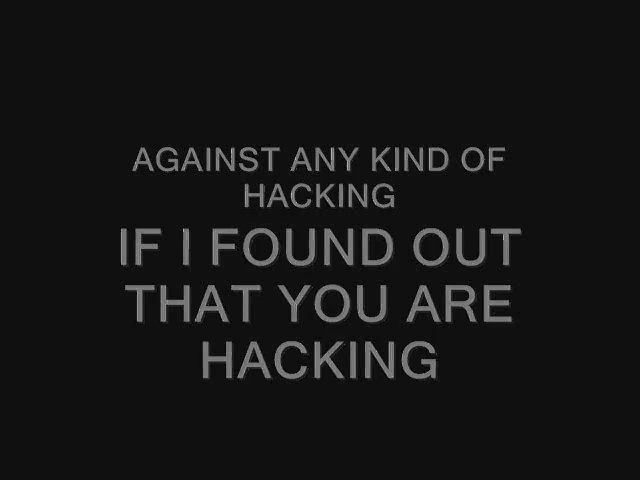 AGAINST ANY KIND OF
HACKING
IF I FOUND OUT
THAT YOU ARE
HACKING